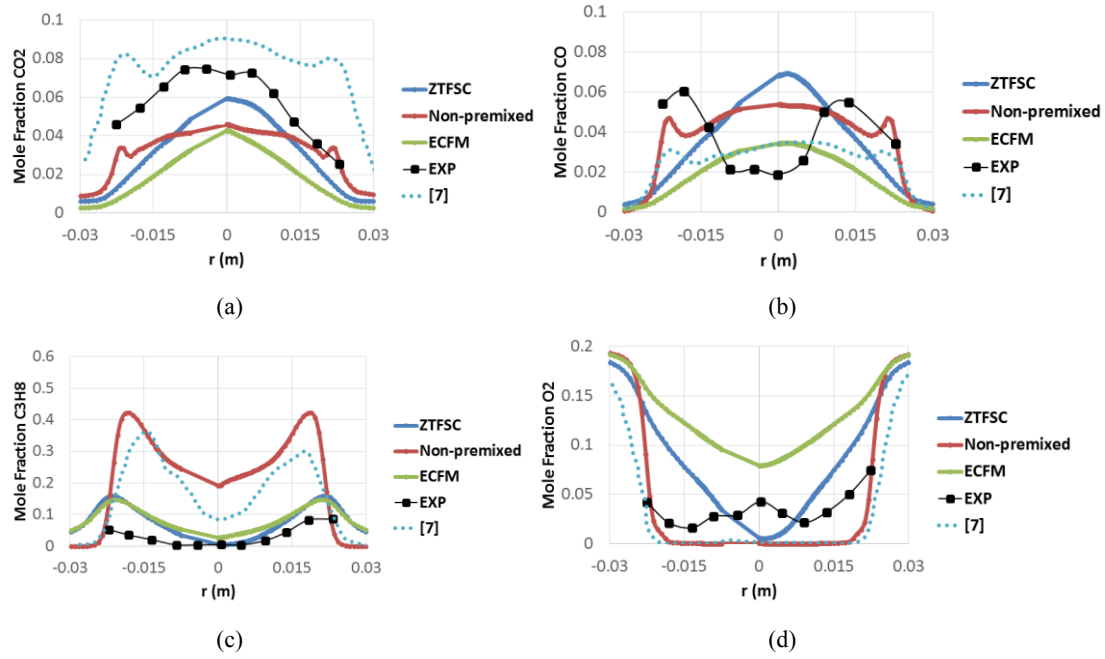 Mole Fraction CO2
0.1
0.08
0.06
0.04
0.02
0
-0.03
-0.015
0
0.015
0.03
r (m)
ZTFSC
Non-premixed
ECFM
EXP
[7]
(a)
Mole Fraction CO
0.1
0.08
0.06
0.04
0.02
0
-0.03
-0.015
0
0.015
0.03
r (m)
ZTFSC
Non-premixed
ECFM
EXP
[7]
(b)
Mole Fraction C3H8
0.6
0.5
0.4
0.3
0.2
0.1
0
-0.03
-0.015
0
0.015
0.03
r (m)
ZTFSC
Non-premixed
ECFM
EXP
[7]
(c)
Mole Fraction O2
0.2
0.15
0.1
0.05
0
-0.03
-0.015
0
0.015
0.03
r (m)
ZTFSC
Non-premixed
ECFM
EXP
[7]
(d)